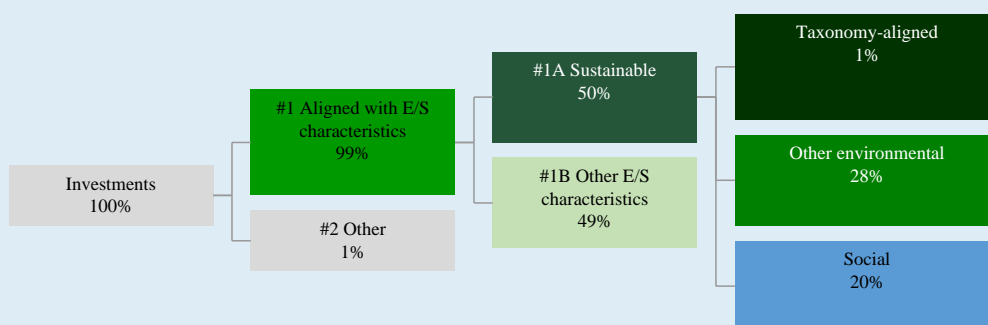 Investments
100%
#1 Aligned with E/S
characteristics
99%
#2 Other
1%
#1A Sustainable
50%
#1B Other E/S
characteristics
49%
Taxonomy-aligned
1%
Other environmental
28%
Social
20%